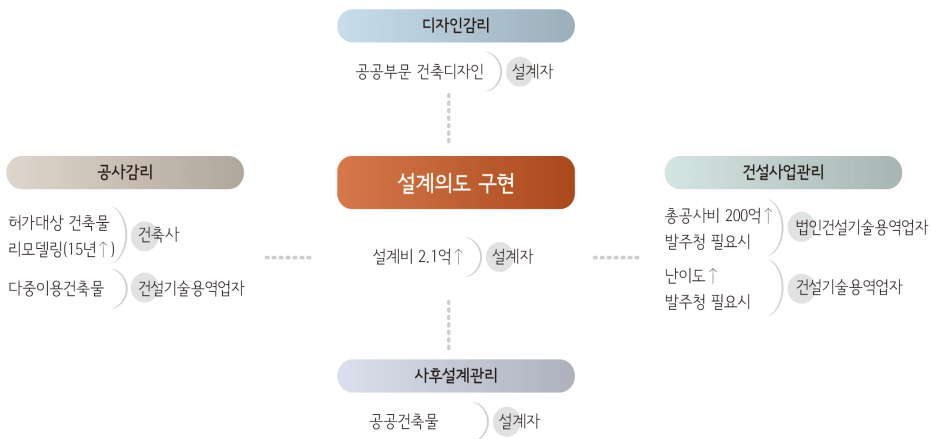 디자인감리
공공부문 건축디자인 설계자
공사감리
허가대상 건축물
리모델링(15년↑)
건축사
다중이용건축물 건설기술용역업자
설계의도 구현
설계비 2.1억↑ 설계자
건설사업관리
총공사비 200억↑
발주청 필요시
법인건설기술용역업자
난이도↑
발주청 필요시
건설기술용역업자
사후설계관리
공공건축물 설계자